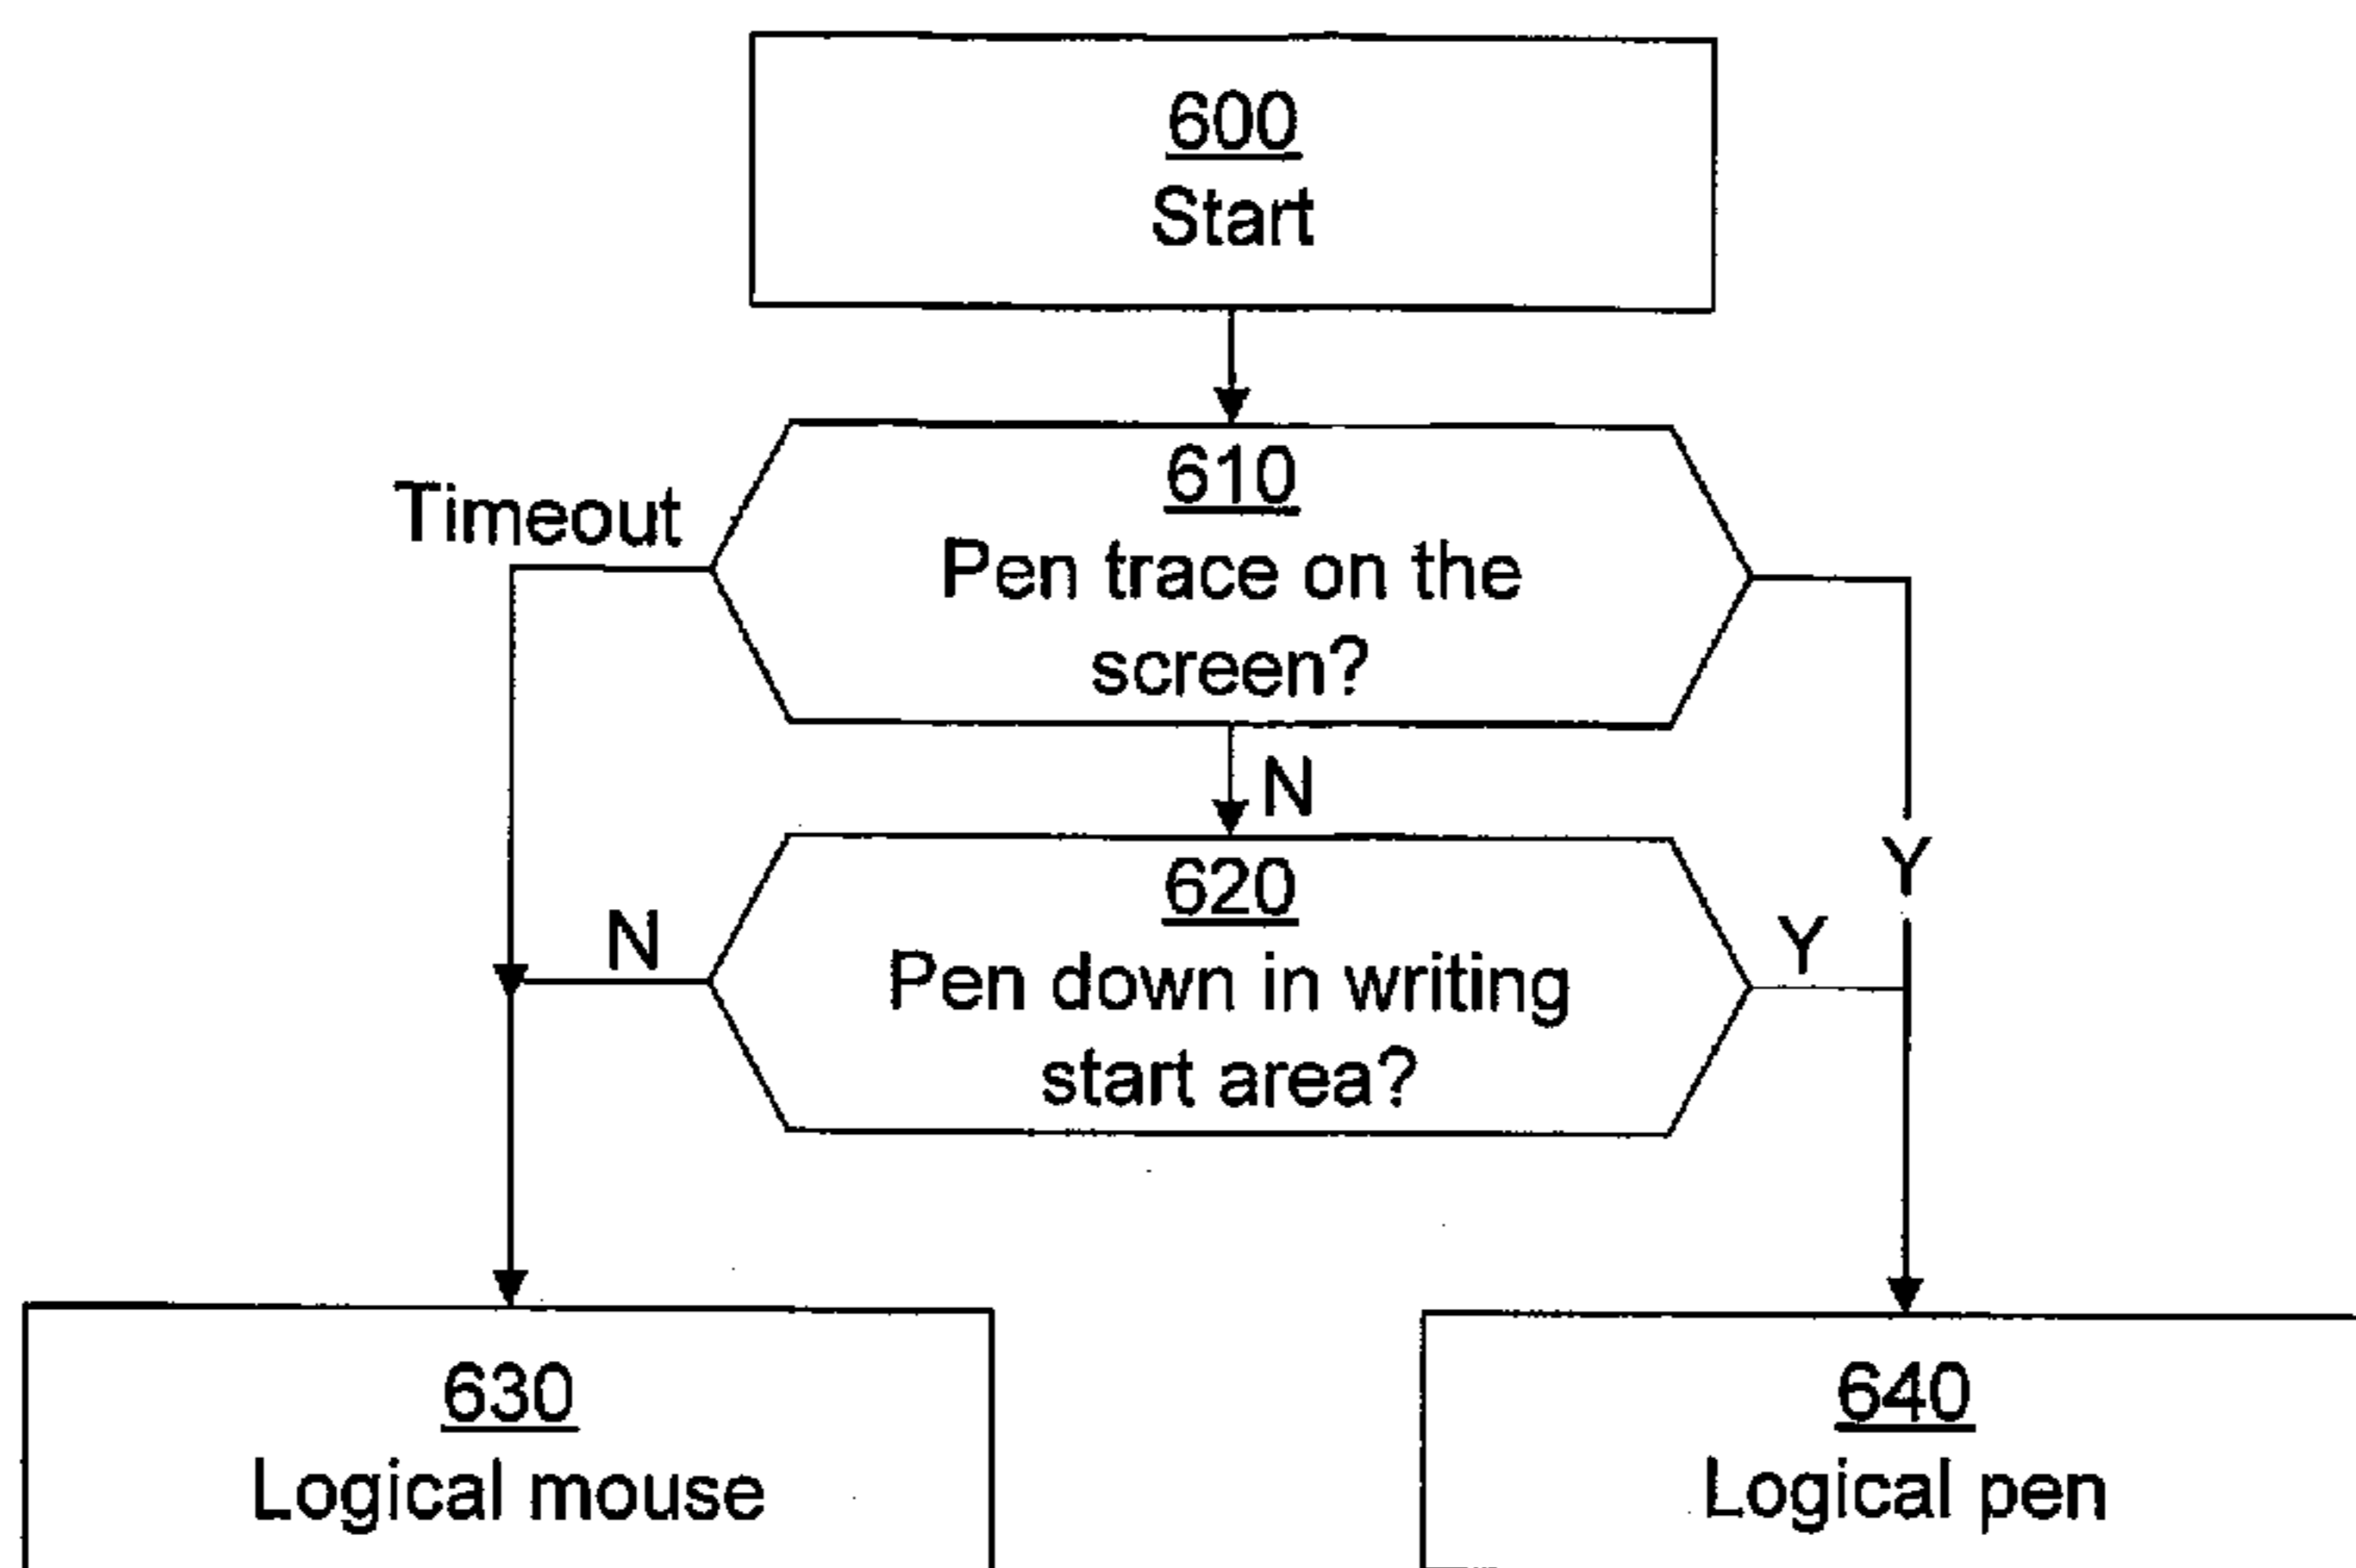 600
Start
610
Timeout
Pen trace on the
screen?
N
620
Y
N
Y
Pen down in writing
start area?
630
Logical mouse
640
Logical pen